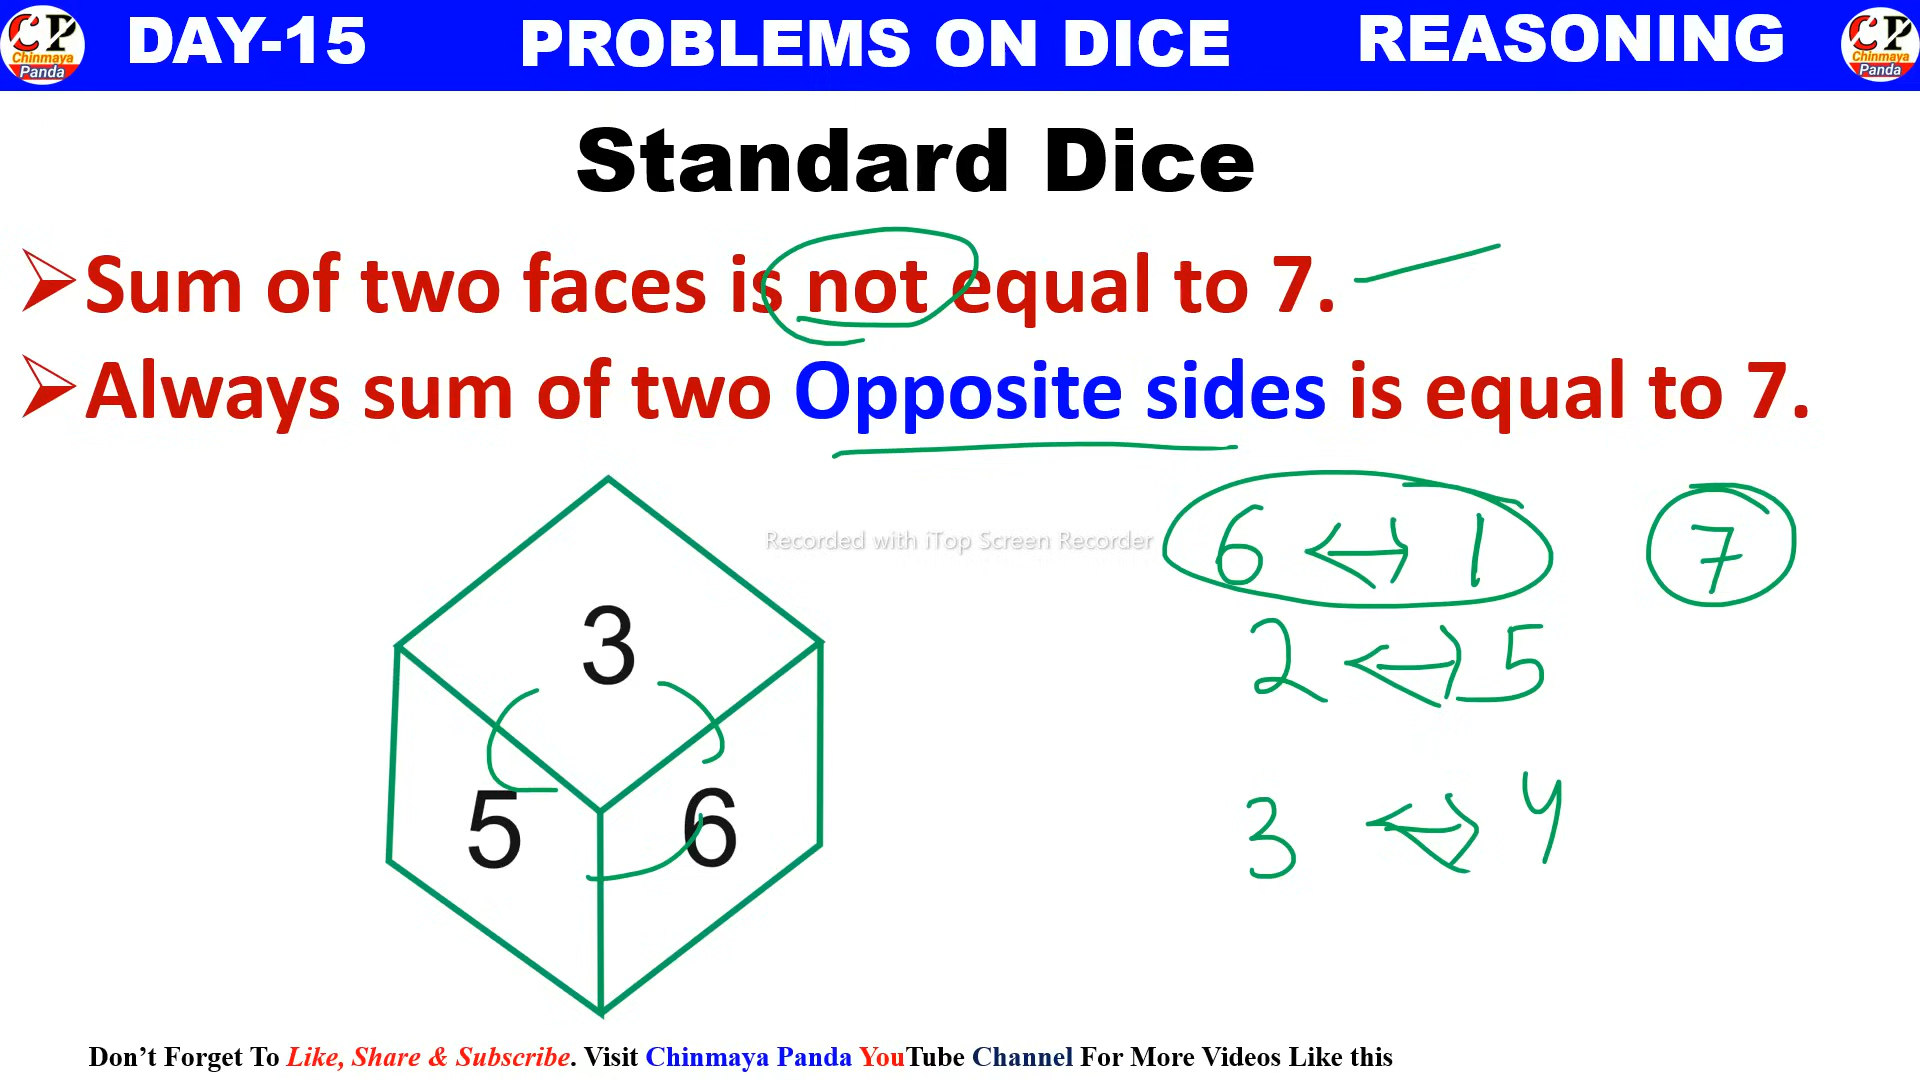 CP Chinmaya Panda DAY-15 PROBLEMS ON DICE REASONING CP Chinmaya Panda
Standard Dice
➢Sum of two faces is not equal to 7.
➢Always sum of two Opposite sides is equal to 7.
Recorded with iTop Screen Recorder
6 ↔ 1 7
2 ↔ 5
3
3 ↔ 4
5 6
Don’t Forget To Like, Share & Subscribe. Visit Chinmaya Panda YouTube Channel For More Videos Like this